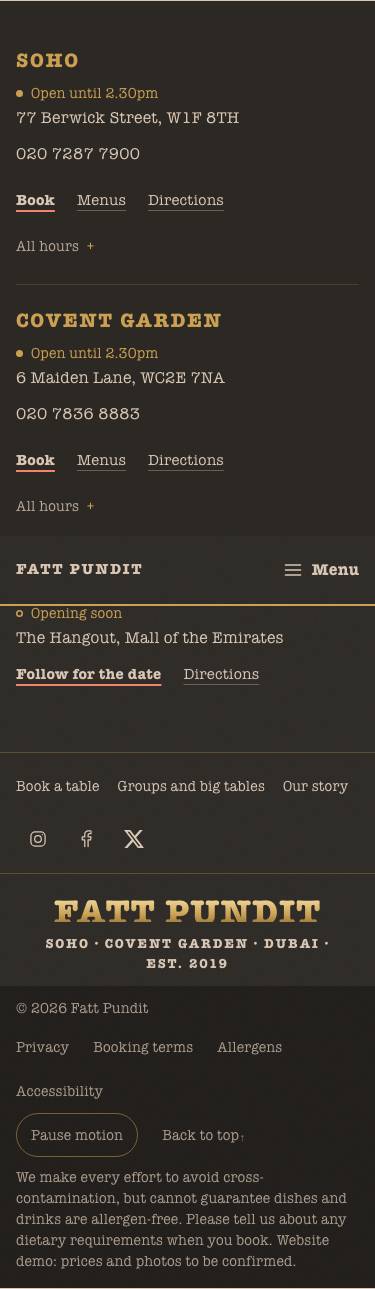 SOHO
Open until 2.30pm
77 Berwick Street, W1F 8TH
020 7287 7900
Book Menus Directions
All hours +
COVENT GARDEN
Open until 2.30pm
6 Maiden Lane, WC2E 7NA
020 7836 8883
Book Menus Directions
All hours +
FATT PUNDIT Menu
Opening soon
The Hangout, Mall of the Emirates
Follow for the date Directions
Book a table Groups and big tables Our story
FATT PUNDIT
SOHO · COVENT GARDEN · DUBAI ·
EST. 2019
© 2026 Fatt Pundit
Privacy Booking terms Allergens
Accessibility
Pause motion Back to top↑
We make every effort to avoid cross-
contamination, but cannot guarantee dishes and
drinks are allergen-free. Please tell us about any
dietary requirements when you book. Website
demo: prices and photos to be confirmed.